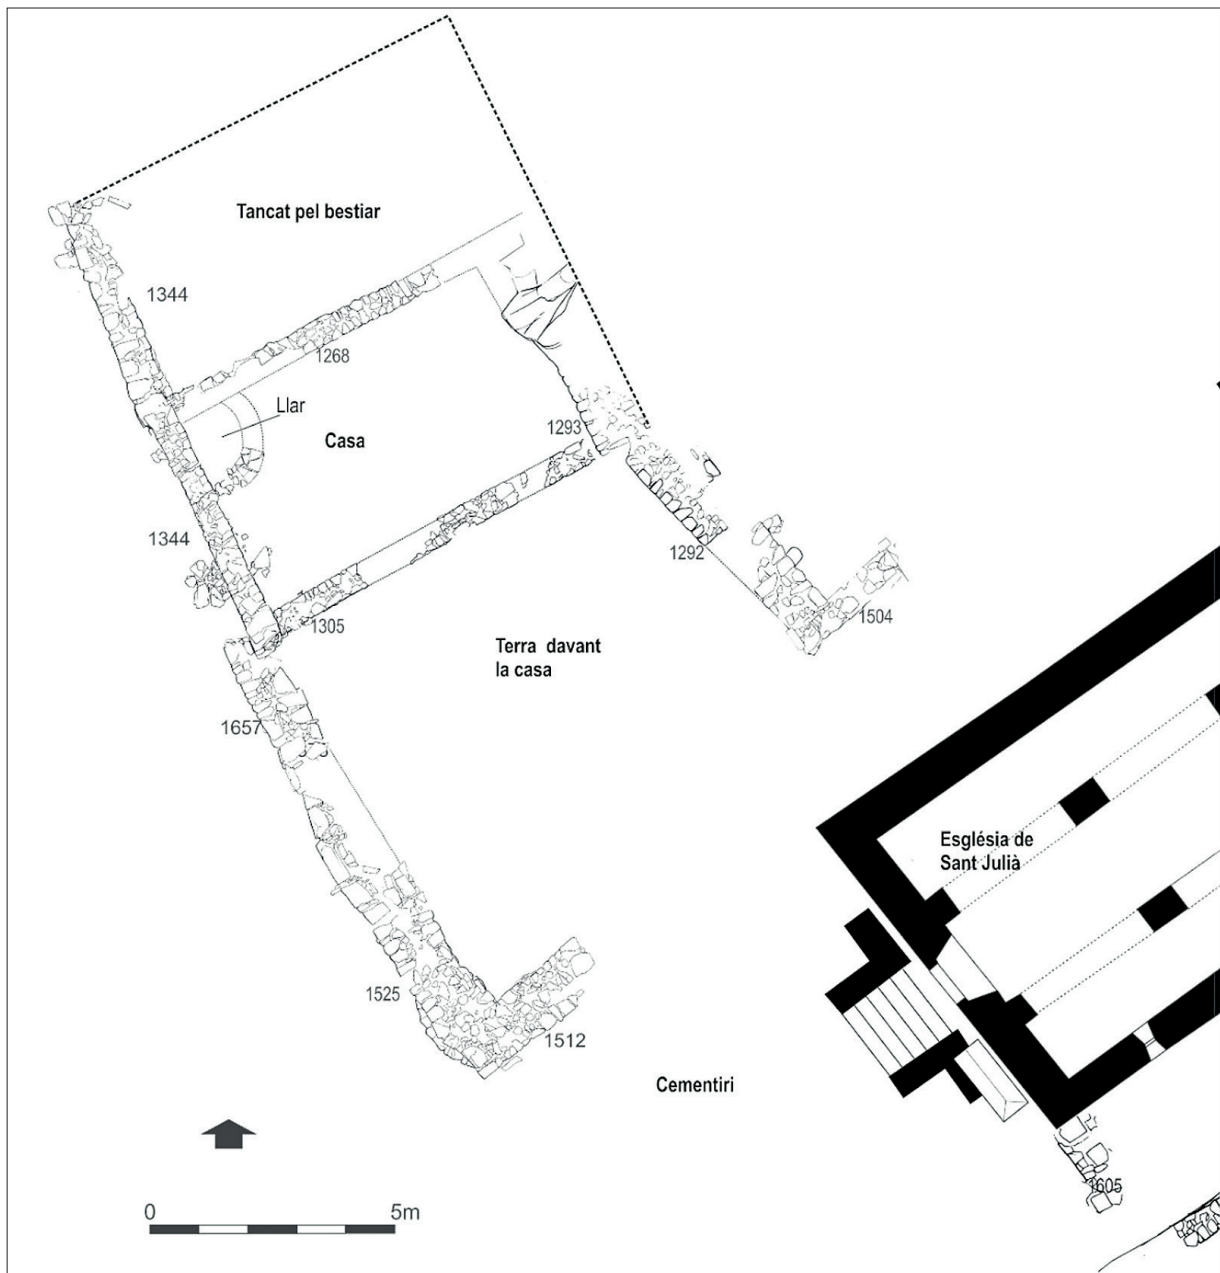 Tancat pel bestiar
1344
1268
Llar
Casa
1293
1344
1292
1305
1504
Terra davant
la casa
1657
Església de
Sant Julià
1525
1512
Cementiri
1605
0 5m